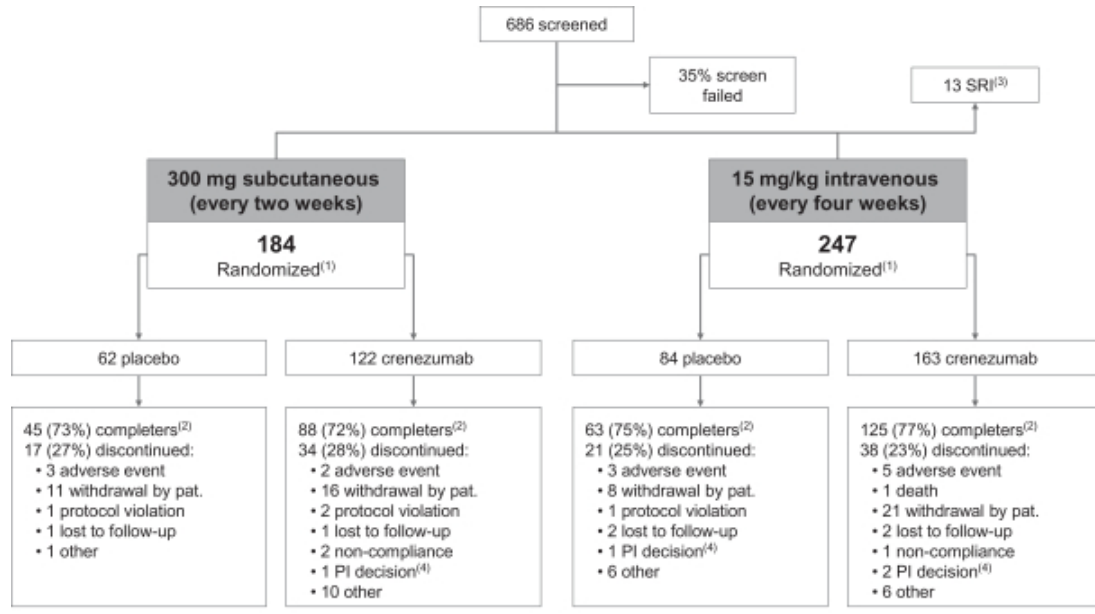 686 screened
35% screen
failed
13 SRI(3)
300 mg subcutaneous
(every two weeks)
184
Randomized(1)
15 mg/kg intravenous
(every four weeks)
247
Randomized(1)
62 placebo
122 crenezumab
84 placebo
163 crenezumab
45 (73%) completers(2)
17 (27%) discontinued:
• 3 adverse event
• 11 withdrawal by pat.
• 1 protocol violation
• 1 lost to follow-up
• 1 other
88 (72%) completers(2)
34 (28%) discontinued:
• 2 adverse event
• 16 withdrawal by pat.
• 2 protocol violation
• 1 lost to follow-up
• 2 non-compliance
• 1 PI decision(4)
• 10 other
63 (75%) completers(2)
21 (25%) discontinued:
• 3 adverse event
• 8 withdrawal by pat.
• 1 protocol violation
• 2 lost to follow-up
• 1 PI decision(4)
• 6 other
125 (77%) completers(2)
38 (23%) discontinued:
• 5 adverse event
• 1 death
• 21 withdrawal by pat.
• 2 lost to follow-up
• 1 non-compliance
• 2 PI decision(4)
• 6 other